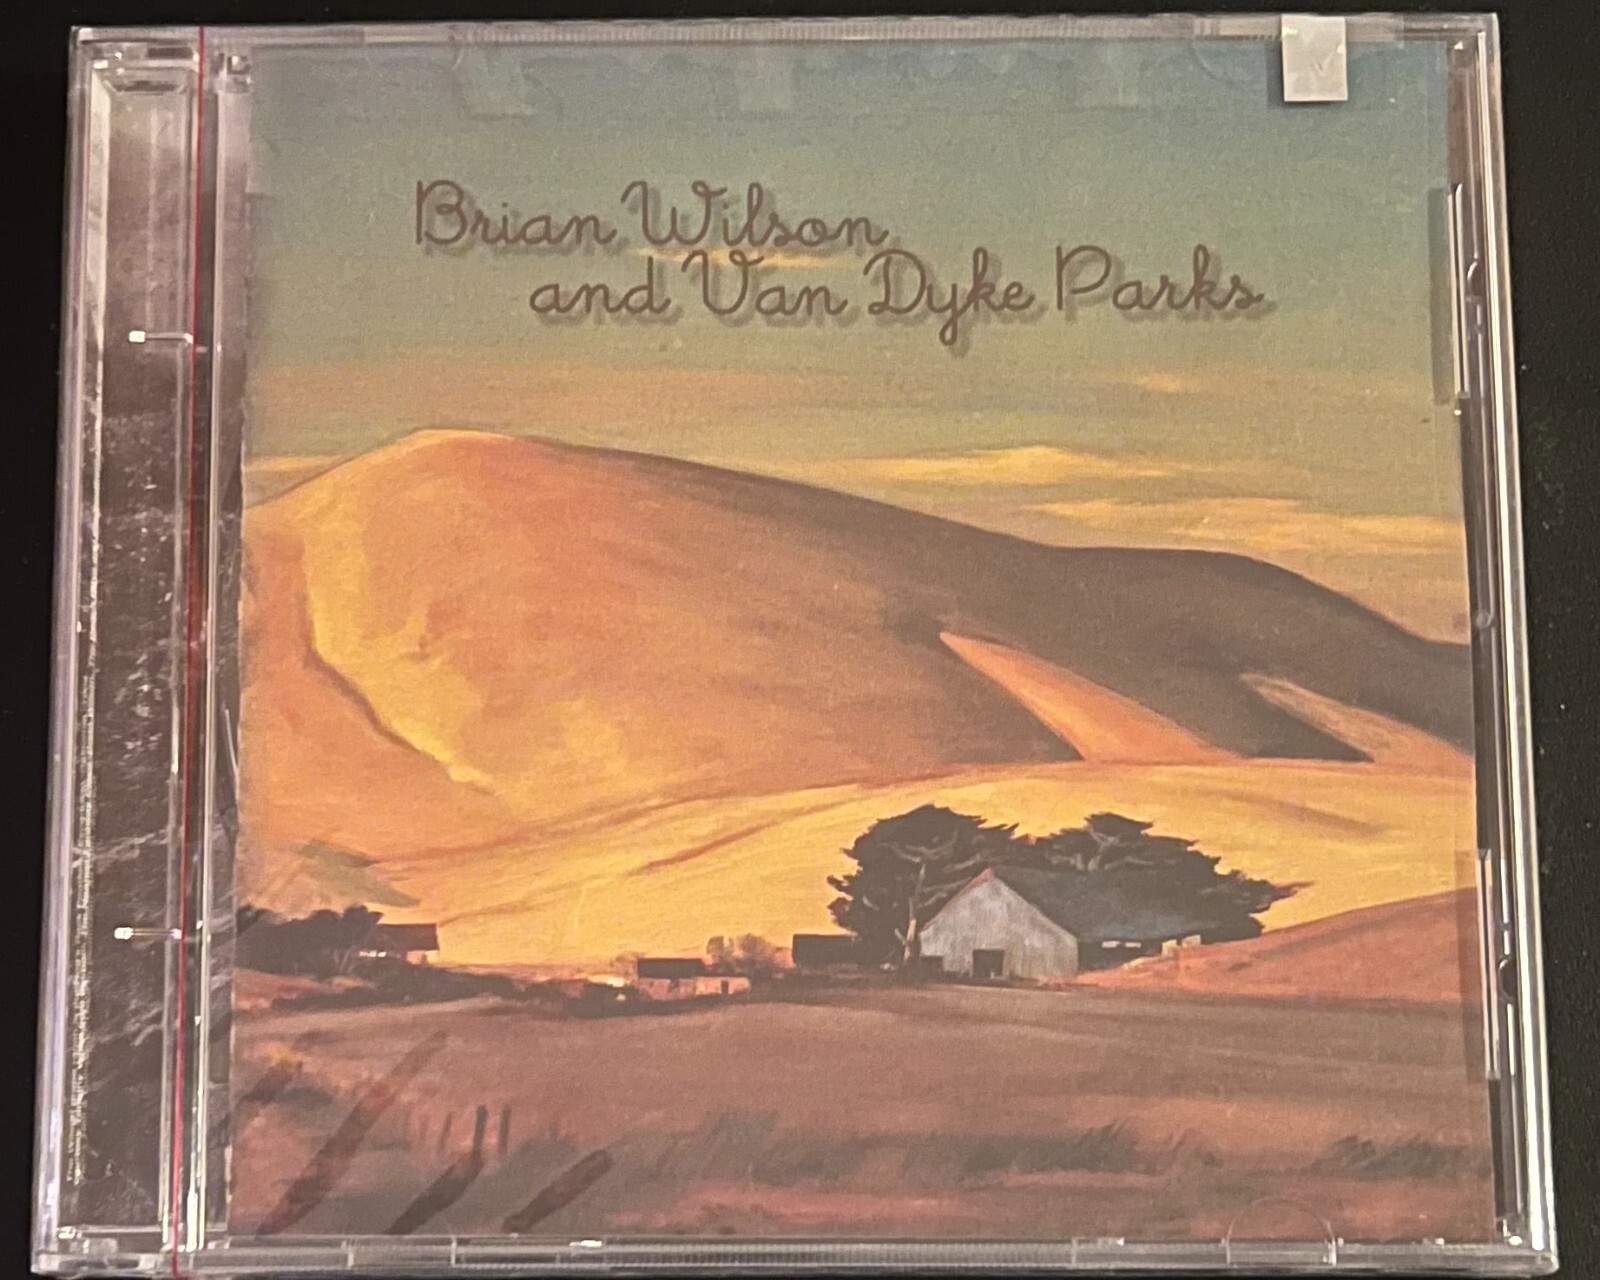 Brian Wilson
and Van Dyke Parks